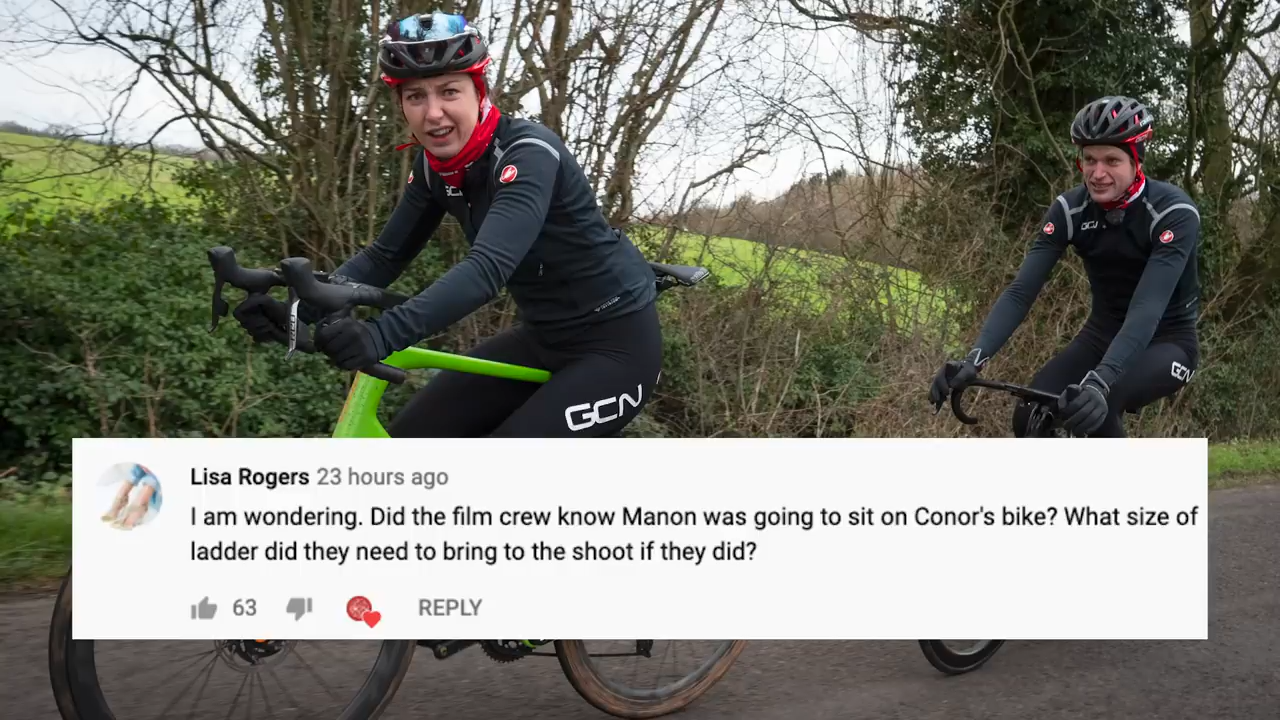 GCN
GCN
GCN
GCN
Lisa Rogers 23 hours ago
I am wondering. Did the film crew know Manon was going to sit on Conor's bike? What size of
ladder did they need to bring to the shoot if they did?
63
REPLY